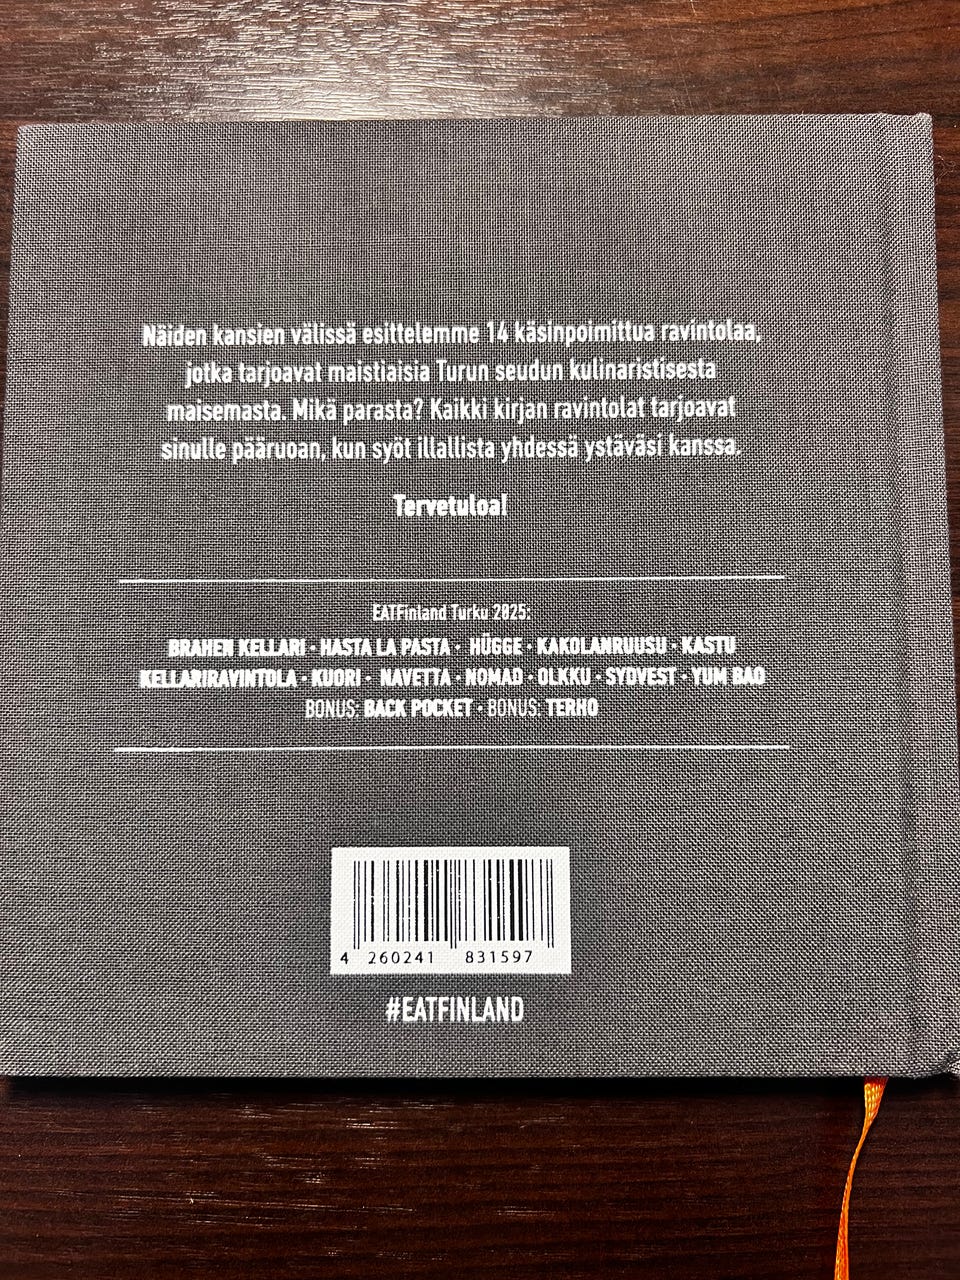 Näiden kansien välissä esittelemme 14 käsinpoimittua ravintolaa,
jotka tarjoavat maistiaisia Turun seudun kulinaristisesta
maisemasta. Mikä parasta? Kaikki kirjan ravintolat tarjoavat
sinulle pääruoan, kun syöt illallista yhdessä ystäväsi kanssa.
Tervetuloa!
EATFinland Turku 2025:
BRAHEN KELLARI · HASTA LA PASTA · HÜGGE · KAKOLANRUUSU · KASTU
KELLARIRAVINTOLA · KUORI · NAVETTA · NOMAD · OLKKU · SYDVEST · YUM BAO
BONUS: BACK POCKET · BONUS: TERHO
4 260241 831597
#EATFINLAND